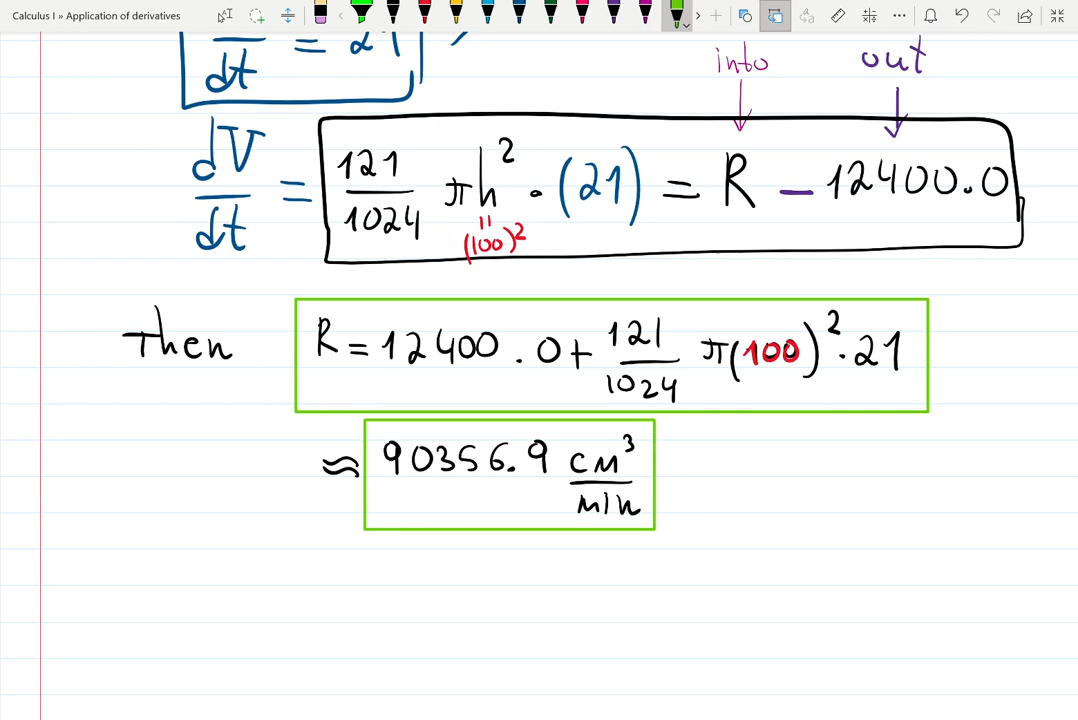 Calculus I » Application of derivatives
dt = 21
into out
dV/dt = 121/1024 πh² · (21) = R − 12400.0
(100)²
Then R = 12400.0 + 121/1024 π(100)² · 21
≈ 90356.9 cm³/min